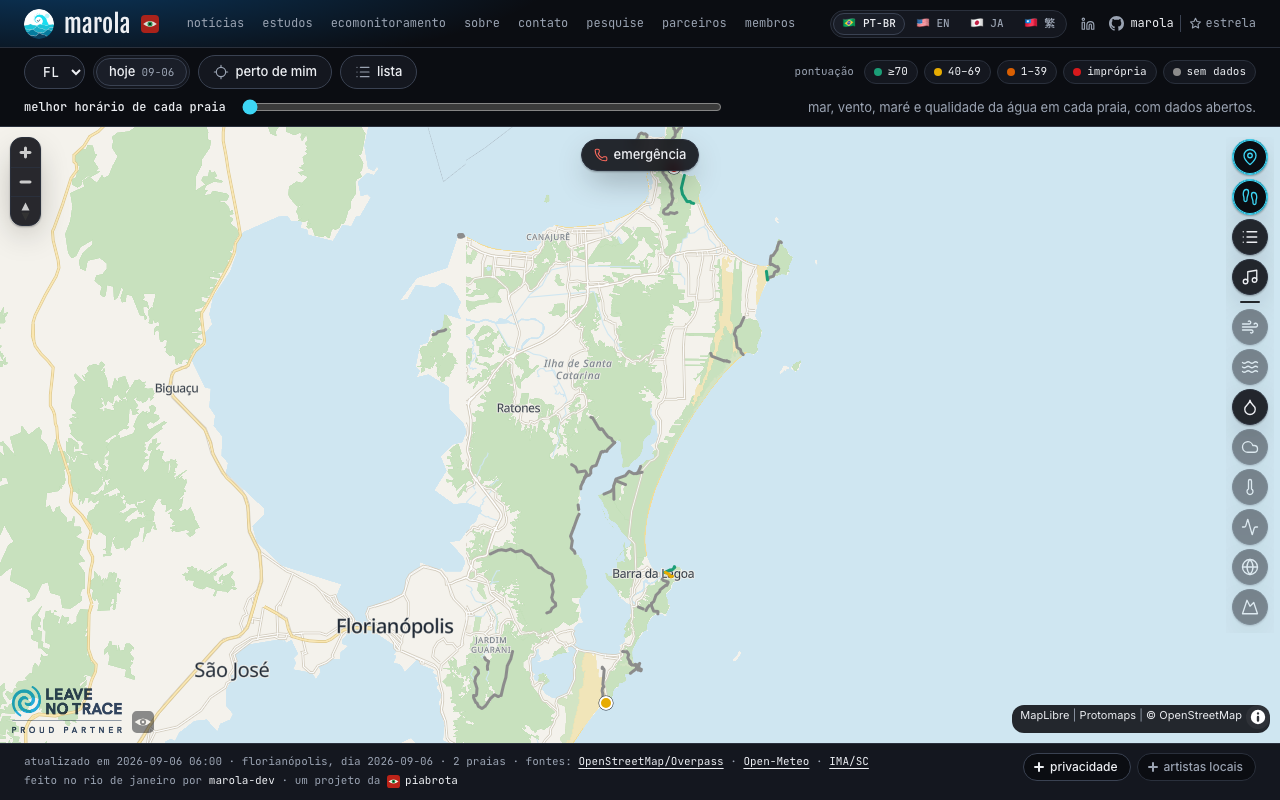 marola notícias estudos ecomonitoramento sobre contato pesquise parceiros membros PT-BR EN JA 繁 marola estrela
FL hoje 09-06 perto de mim lista pontuação ≥70 40–69 1–39 imprópria sem dados
melhor horário de cada praia mar, vento, maré e qualidade da água em cada praia, com dados abertos.
emergência
CANAJURÊ
Ilha de Santa
Catarina
Biguaçu
Ratones
Barra da Lagoa
Florianópolis
JARDIM
GUARANI
São José
LEAVE
NO TRACE
PROUD PARTNER
MapLibre | Protomaps | © OpenStreetMap
atualizado em 2026-09-06 06:00 · florianópolis, dia 2026-09-06 · 2 praias · fontes: OpenStreetMap/Overpass · Open-Meteo · IMA/SC
feito no rio de janeiro por marola-dev · um projeto da piabrota
privacidade artistas locais